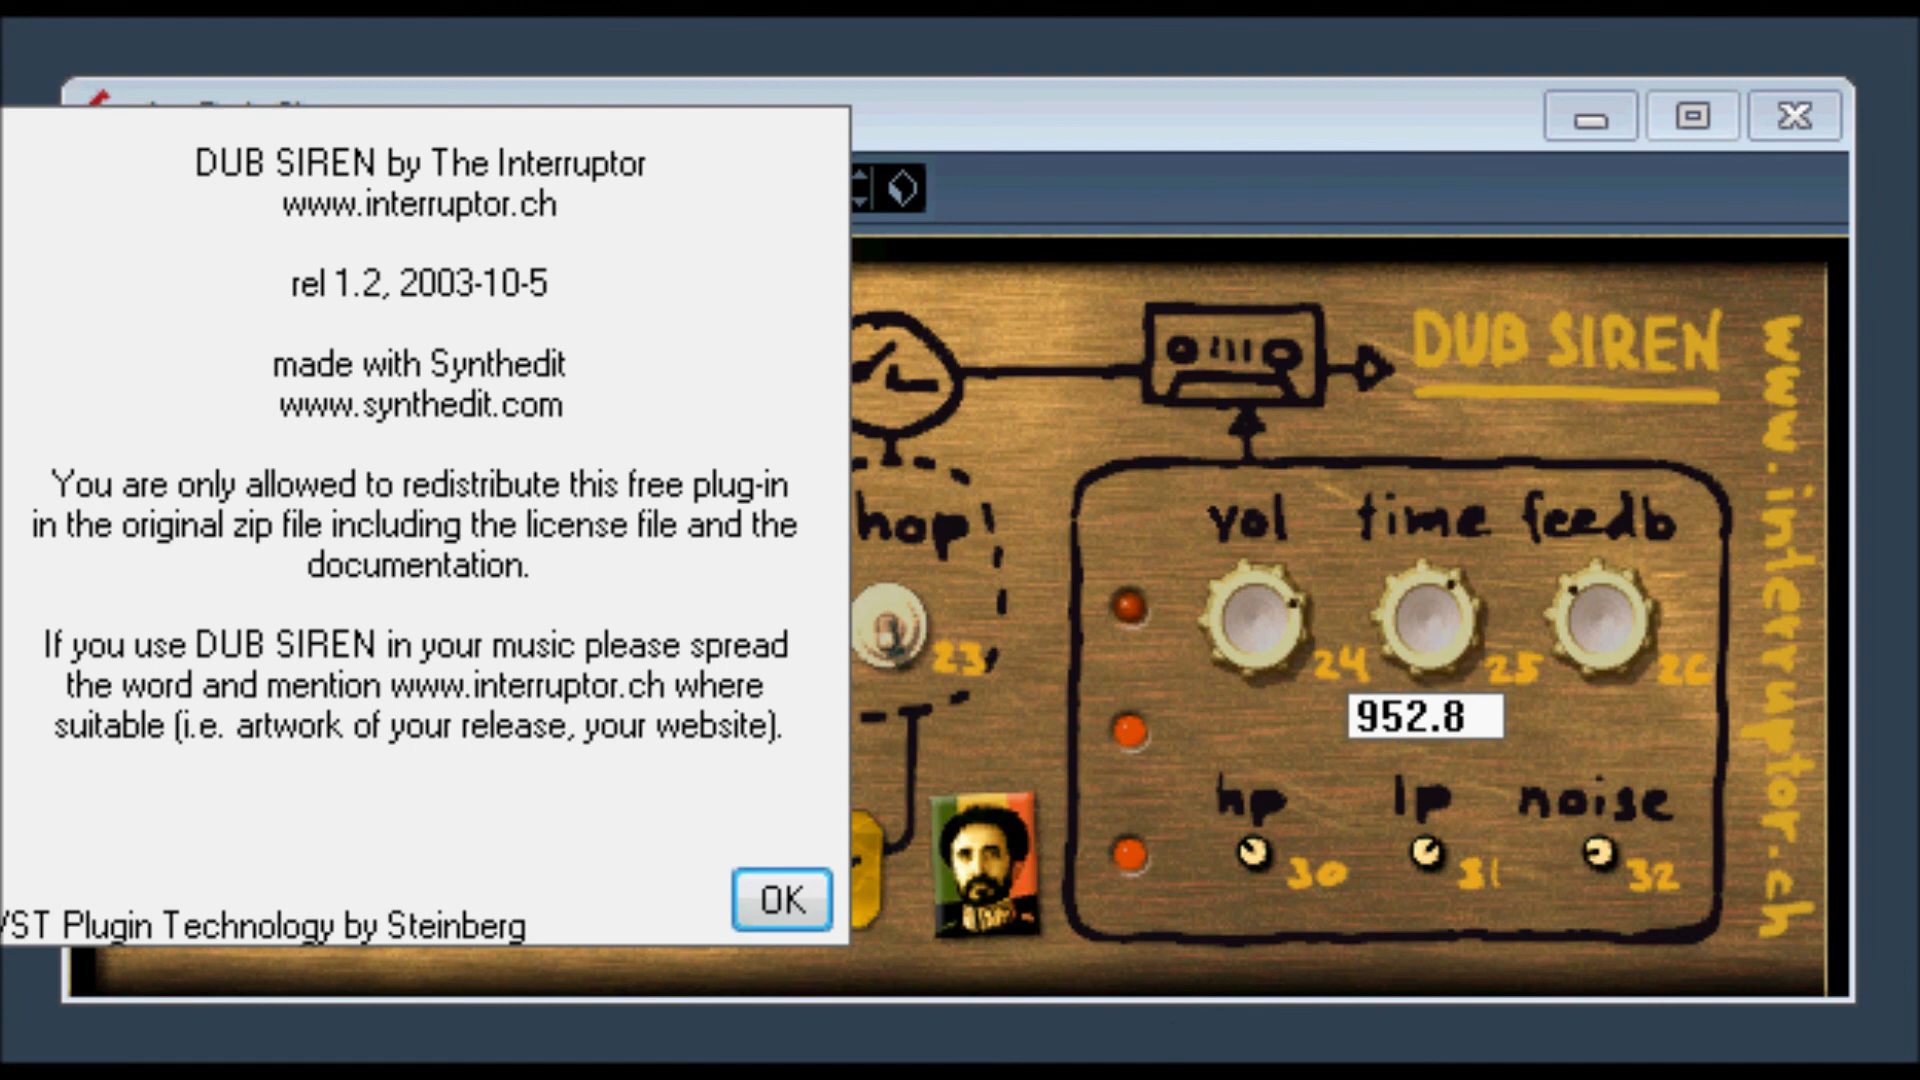 DUB SIREN by The Interruptor
www.interruptor.ch
rel 1.2, 2003-10-5
made with Synthedit
www.synthedit.com
You are only allowed to redistribute this free plug-in
in the original zip file including the license file and the
documentation.
If you use DUB SIREN in your music please spread
the word and mention www.interruptor.ch where
suitable (i.e. artwork of your release, your website).
OK
VST Plugin Technology by Steinberg
DUB SIREN
www.interruptor.ch
hop
23
vol time feedb
24 25 26
952.8
hp lp noise
30 31 32